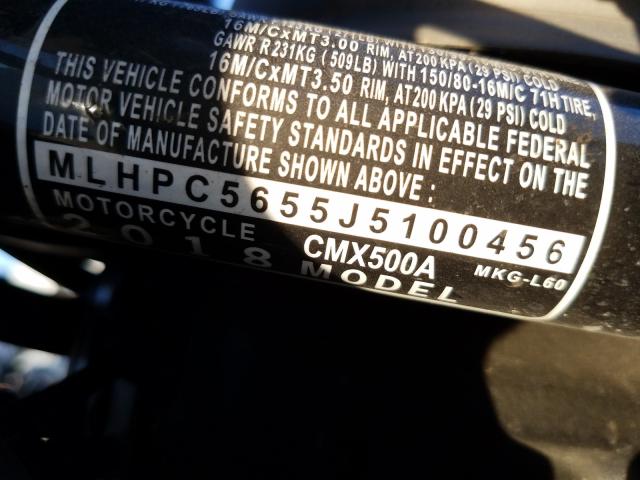 16M/CxMT3.00 RIM, AT 200 KPA (29 PSI) COLD
GAWR R 231KG (509LB) WITH 150/80-16M/C 71H TIRE,
16M/CxMT3.50 RIM, AT 200 KPA (29 PSI) COLD
THIS VEHICLE CONFORMS TO ALL APPLICABLE FEDERAL
MOTOR VEHICLE SAFETY STANDARDS IN EFFECT ON THE
DATE OF MANUFACTURE SHOWN ABOVE :
MLHPC5655J5100456
MOTORCYCLE CMX500A MKG-L60
2018 MODEL